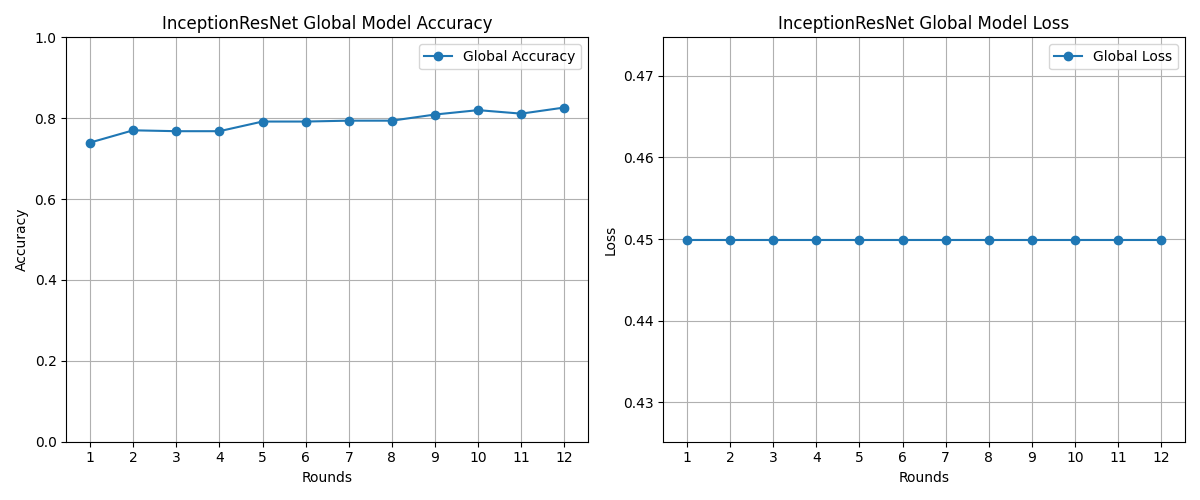 InceptionResNet Global Model Accuracy
1.0
0.8
0.6
0.4
0.2
0.0
Accuracy
Global Accuracy
1 2 3 4 5 6 7 8 9 10 11 12
Rounds
InceptionResNet Global Model Loss
0.47
0.46
0.45
0.44
0.43
Loss
Global Loss
1 2 3 4 5 6 7 8 9 10 11 12
Rounds